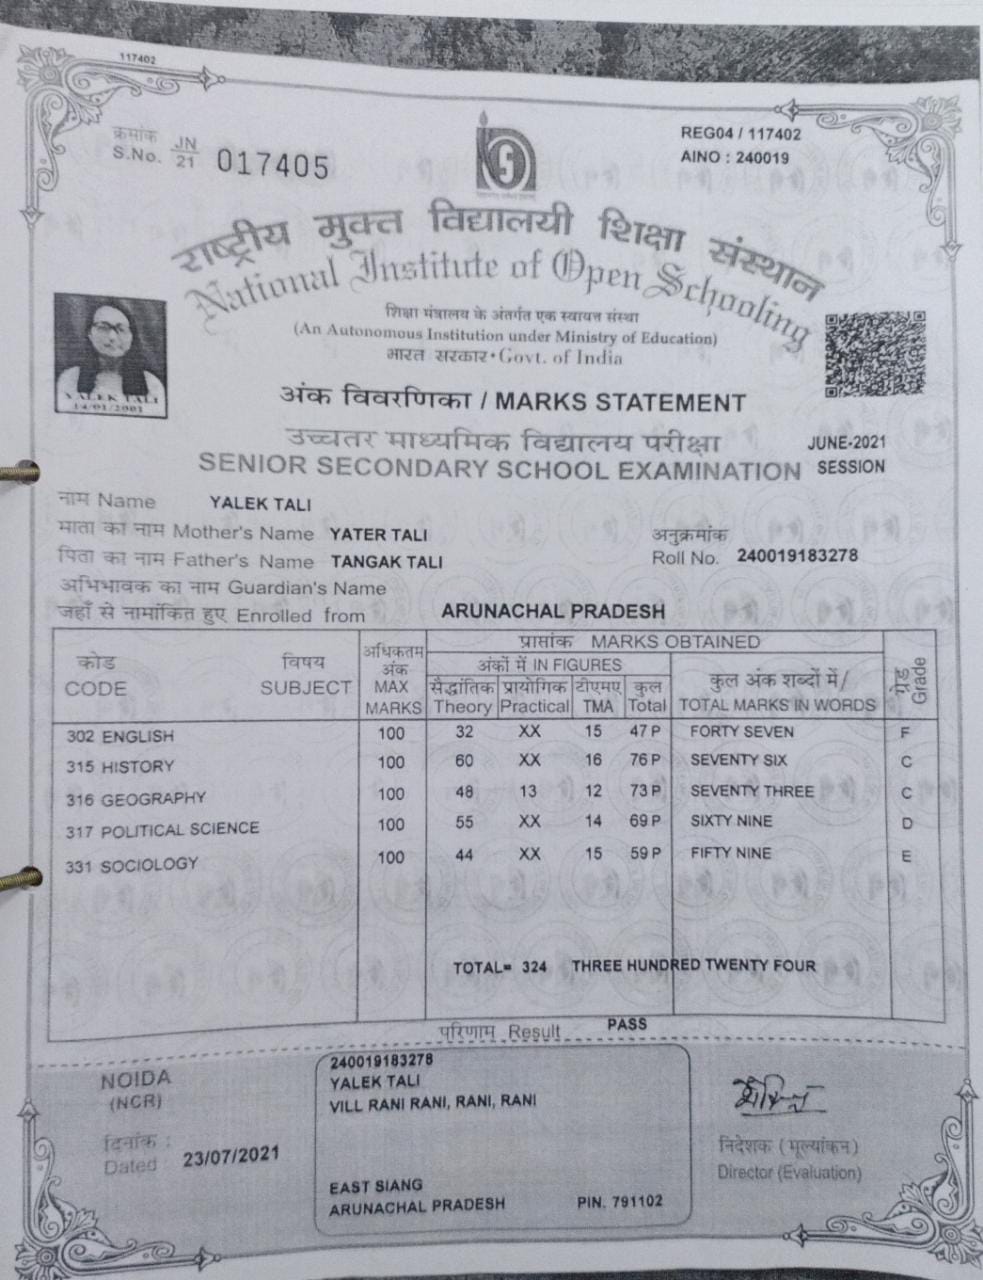 117402
क्रमांक JN
S.No. 21 017405
REG04 / 117402
AINO : 240019
राष्ट्रीय मुक्त विद्यालयी शिक्षा संस्थान
National Institute of Open Schooling
शिक्षा मंत्रालय के अंतर्गत एक स्वायत्त संस्था
(An Autonomous Institution under Ministry of Education)
भारत सरकार • Govt. of India
YALEK TALI
14/01/2001
अंक विवरणिका / MARKS STATEMENT
उच्चतर माध्यमिक विद्यालय परीक्षा
SENIOR SECONDARY SCHOOL EXAMINATION
JUNE-2021
SESSION
नाम Name YALEK TALI
माता का नाम Mother's Name YATER TALI
पिता का नाम Father's Name TANGAK TALI
अनुक्रमांक
Roll No. 240019183278
अभिभावक का नाम Guardian's Name
जहाँ से नामांकित हुए Enrolled from ARUNACHAL PRADESH
कोड
CODE
विषय
SUBJECT
अधिकतम
अंक
MAX
MARKS
प्राप्तांक MARKS OBTAINED
अंकों में IN FIGURES
सैद्धांतिक प्रायोगिक टीएमए कुल
Theory Practical TMA Total
कुल अंक शब्दों में/
TOTAL MARKS IN WORDS
ग्रेड
Grade
302 ENGLISH 100 32 XX 15 47 P FORTY SEVEN F
315 HISTORY 100 60 XX 16 76 P SEVENTY SIX C
316 GEOGRAPHY 100 48 13 12 73 P SEVENTY THREE C
317 POLITICAL SCIENCE 100 55 XX 14 69 P SIXTY NINE D
331 SOCIOLOGY 100 44 XX 15 59 P FIFTY NINE E
TOTAL= 324 THREE HUNDRED TWENTY FOUR
परिणाम Result PASS
NOIDA
(NCR)
दिनांक :
Dated 23/07/2021
240019183278
YALEK TALI
VILL RANI RANI, RANI, RANI
EAST SIANG
ARUNACHAL PRADESH PIN. 791102
निदेशक (मूल्यांकन)
Director (Evaluation)